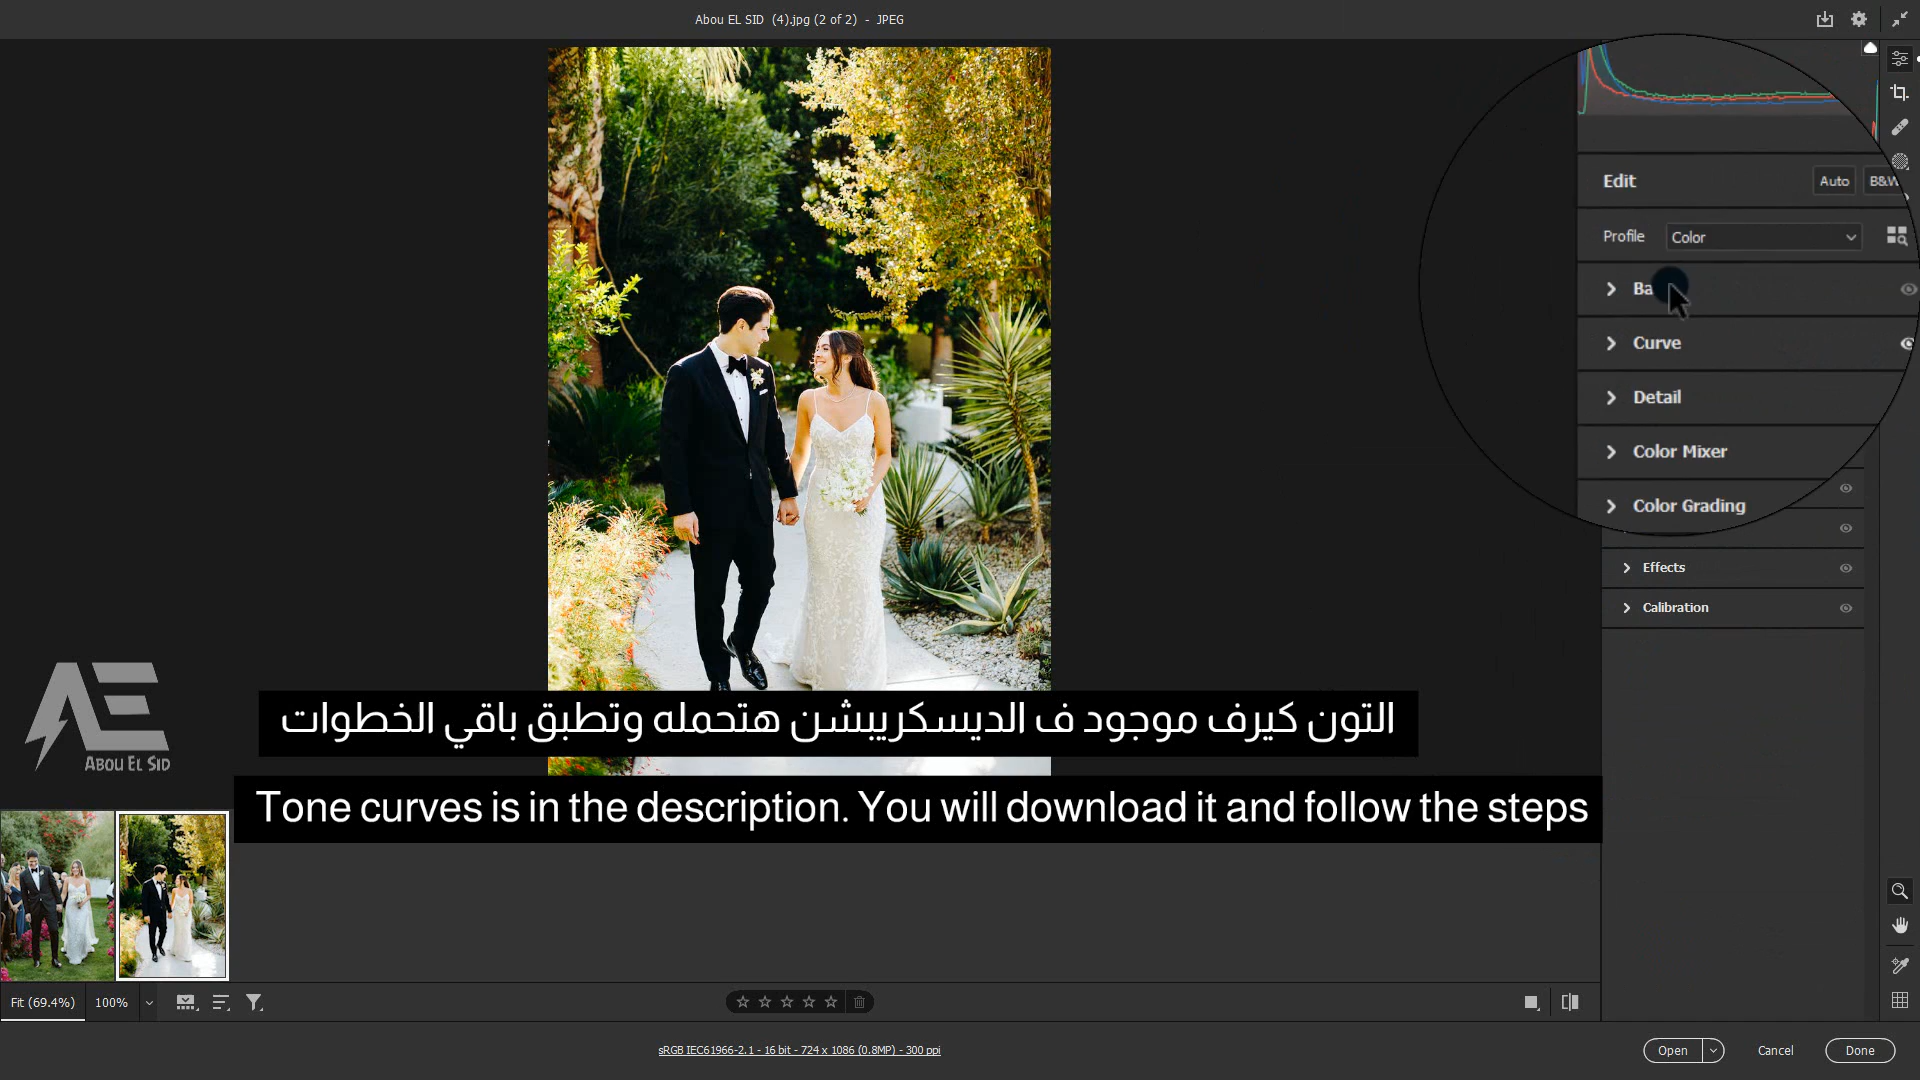 Abou EL SID (4).jpg (2 of 2) - JPEG
Edit
Auto
B&W
Profile
Color
Ba
Curve
Detail
Color Mixer
Color Grading
Effects
Calibration
ABOU EL SID
التون كيرف موجود ف الديسكريبشن هتحمله وتطبق باقي الخطوات
Tone curves is in the description. You will download it and follow the steps
Fit (69.4%)
100%
sRGB IEC61966-2.1 - 16 bit - 724 x 1086 (0.8MP) - 300 ppi
Open
Cancel
Done